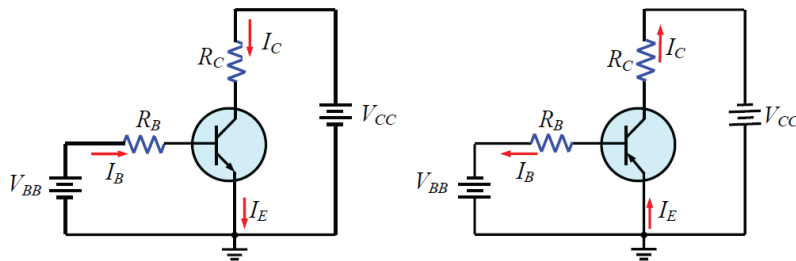 I_C
R_C
R_B
V_CC
I_B
V_BB
I_E
I_C
R_C
R_B
V_CC
I_B
V_BB
I_E